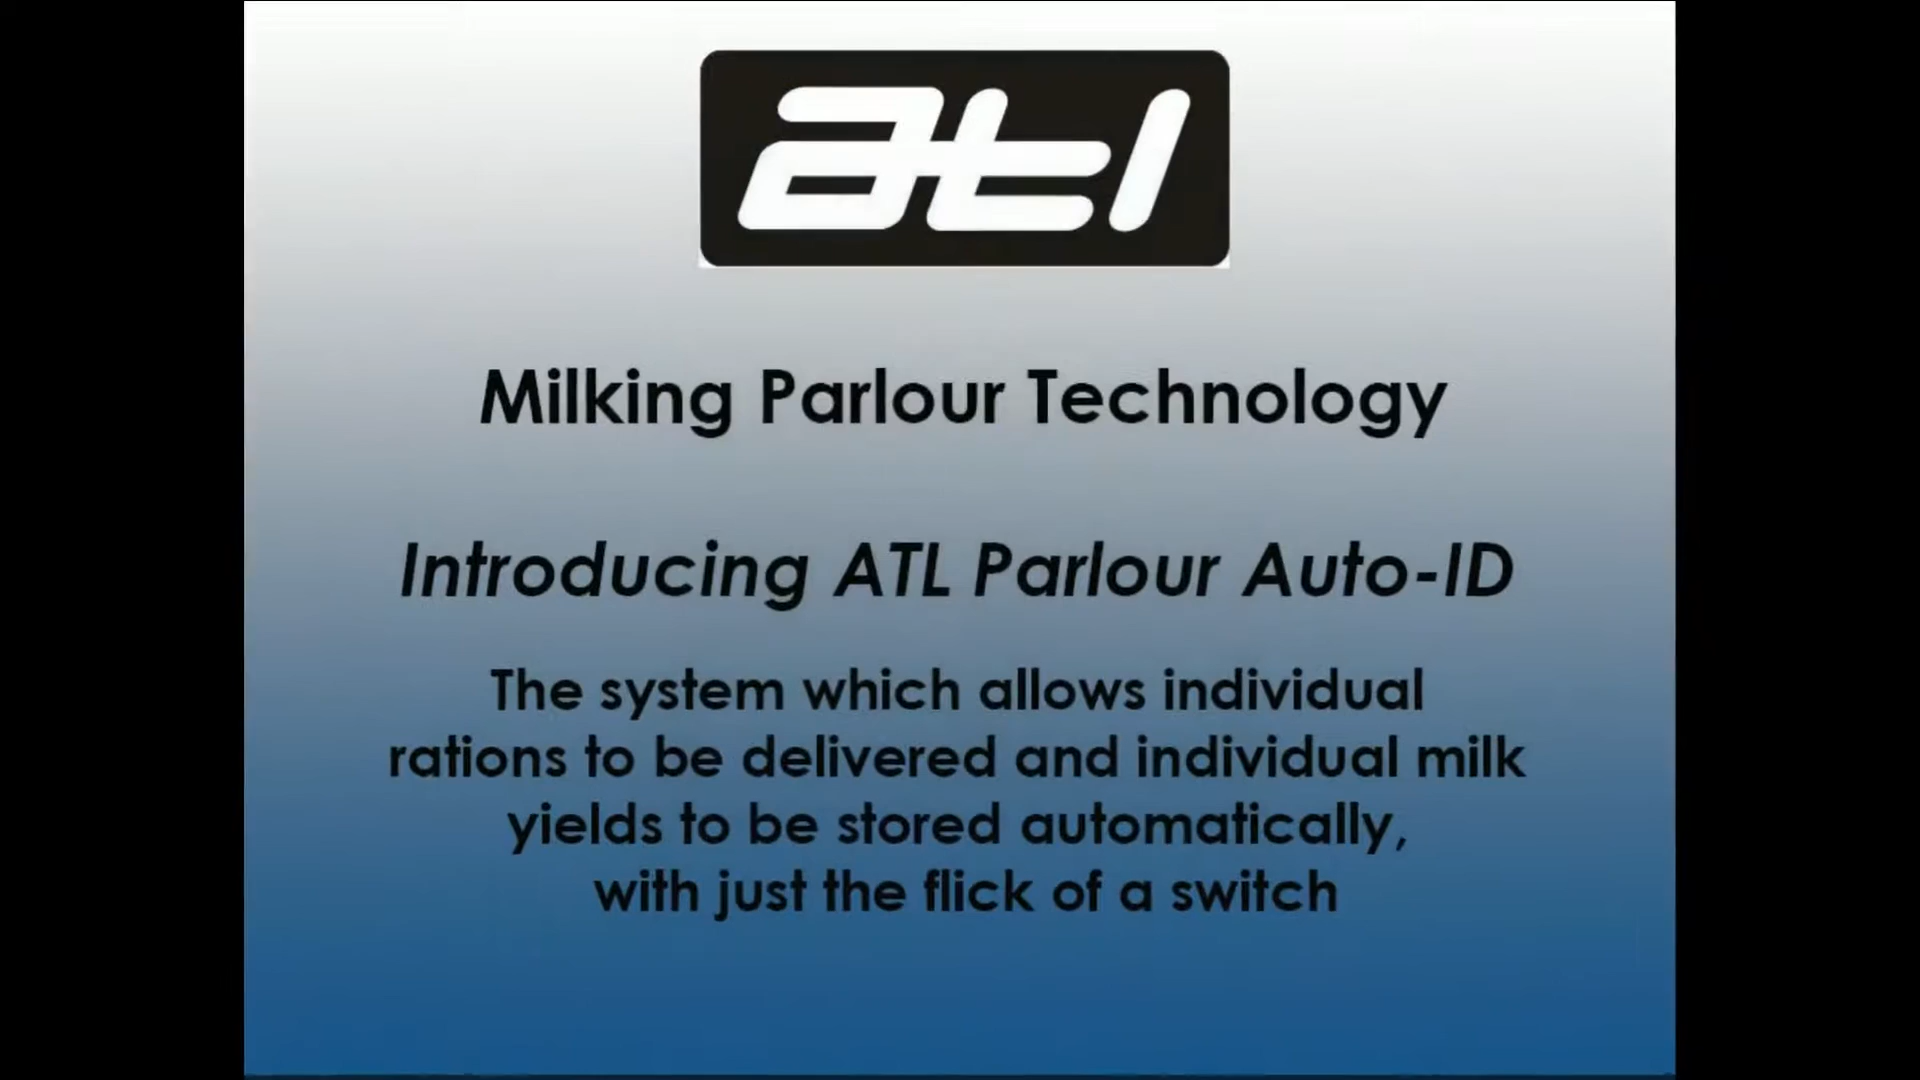 atl
Milking Parlour Technology
Introducing ATL Parlour Auto-ID
The system which allows individual
rations to be delivered and individual milk
yields to be stored automatically,
with just the flick of a switch